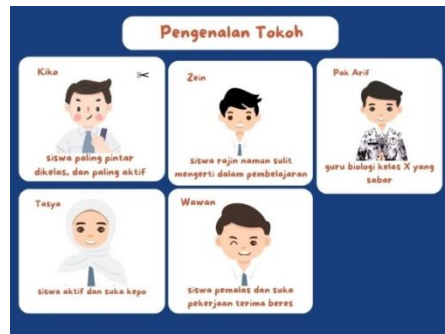 Pengenalan Tokoh
Kiko
siswa paling pintar
dikelas, dan paling aktif
Zein
siswa rajin namun sulit
mengerti dalam pembelajaran
Pak Arif
guru biologi kelas X yang
sabar
Tasya
siswa aktif dan suka kepo
Wawan
siswa pemalas dan suka
pekerjaan terima beres